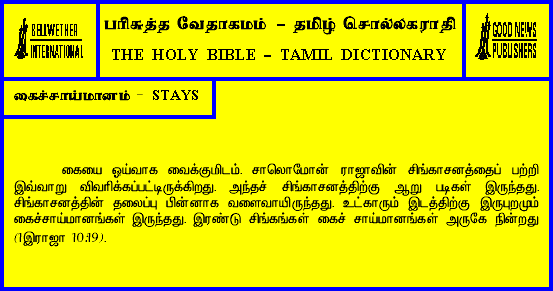 BELLWETHER
INTERNATIONAL
பரிசுத்த வேதாகமம் - தமிழ் சொல்லகராதி
THE HOLY BIBLE - TAMIL DICTIONARY
GOOD NEWS
PUBLISHERS
கைச்சாய்மானம் - STAYS
கையை ஓய்வாக வைக்குமிடம். சாலொமோன் ராஜாவின் சிங்காசனத்தைப் பற்றி
இவ்வாறு விவரிக்கப்பட்டிருக்கிறது. அந்தச் சிங்காசனத்திற்கு ஆறு படிகள் இருந்தது.
சிங்காசனத்தின் தலைப்பு பின்னாக வளைவாயிருந்தது. உட்காரும் இடத்திற்கு இருபுறமும்
கைச்சாய்மானங்கள் இருந்தது. இரண்டு சிங்கங்கள் கைச் சாய்மானங்கள் அருகே நின்றது
(1இராஜா 10:19).